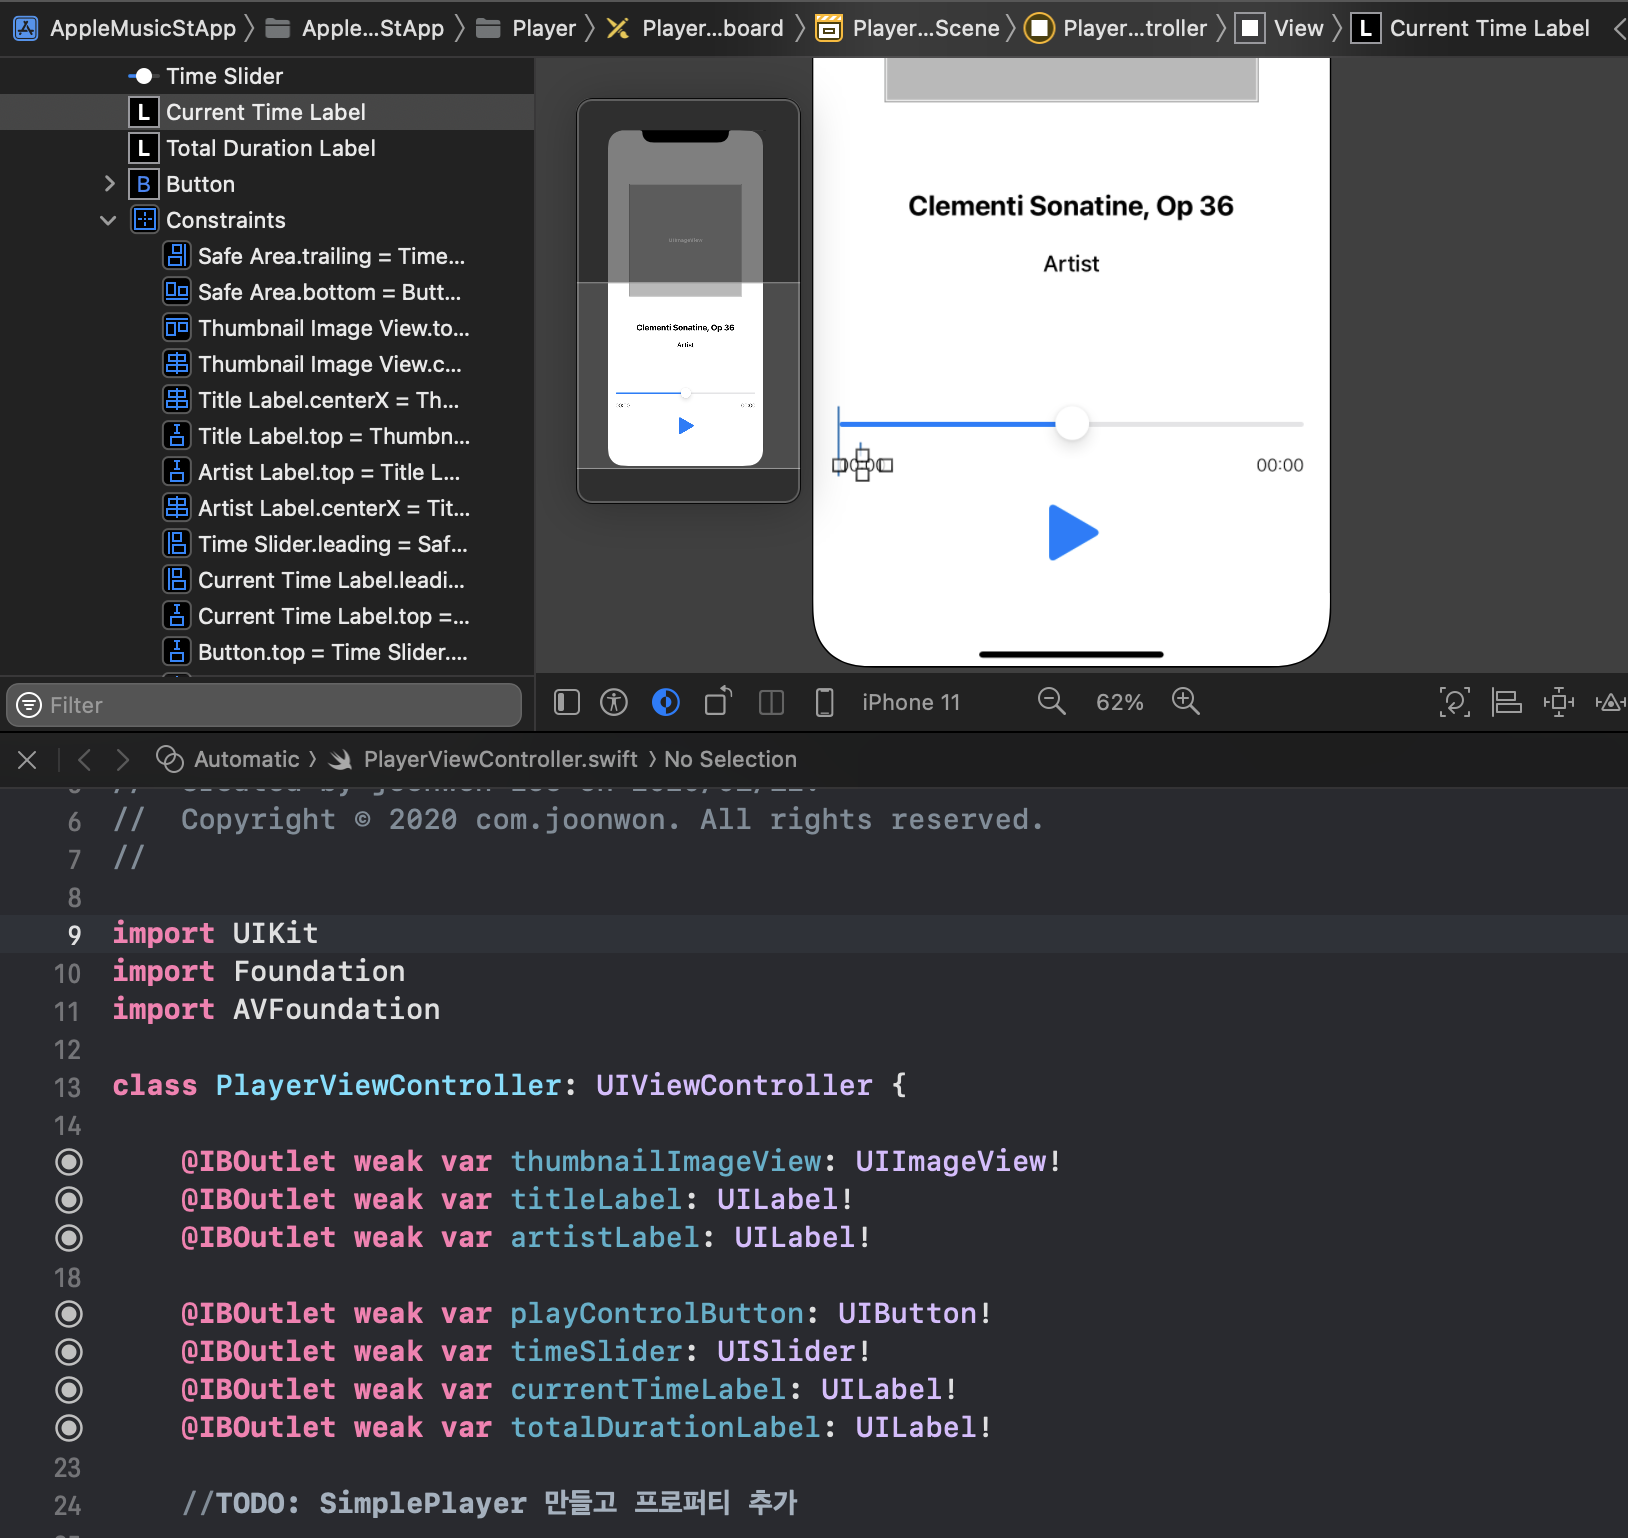 AppleMusicStApp
Apple...StApp
Player
Player...board
Player...Scene
Player...troller
View
L
Current Time Label
Time Slider
L
Current Time Label
L
Total Duration Label
B
Button
Constraints
Safe Area.trailing = Time...
Safe Area.bottom = Butt...
Thumbnail Image View.to...
Thumbnail Image View.c...
Title Label.centerX = Th...
Title Label.top = Thumbn...
Artist Label.top = Title L...
Artist Label.centerX = Tit...
Time Slider.leading = Saf...
Current Time Label.leadi...
Current Time Label.top =...
Button.top = Time Slider....
Filter
UIImageView
Clementi Sonatine, Op 36
Artist
Clementi Sonatine, Op 36
Artist
00:00
00:00
iPhone 11
62%
Automatic
PlayerViewController.swift
No Selection
6 //  Copyright © 2020 com.joonwon. All rights reserved.
7 //
8
9 import UIKit
10 import Foundation
11 import AVFoundation
12
13 class PlayerViewController: UIViewController {
14
@IBOutlet weak var thumbnailImageView: UIImageView!
@IBOutlet weak var titleLabel: UILabel!
@IBOutlet weak var artistLabel: UILabel!
18
@IBOutlet weak var playControlButton: UIButton!
@IBOutlet weak var timeSlider: UISlider!
@IBOutlet weak var currentTimeLabel: UILabel!
@IBOutlet weak var totalDurationLabel: UILabel!
23
24 //TODO: SimplePlayer 만들고 프로퍼티 추가